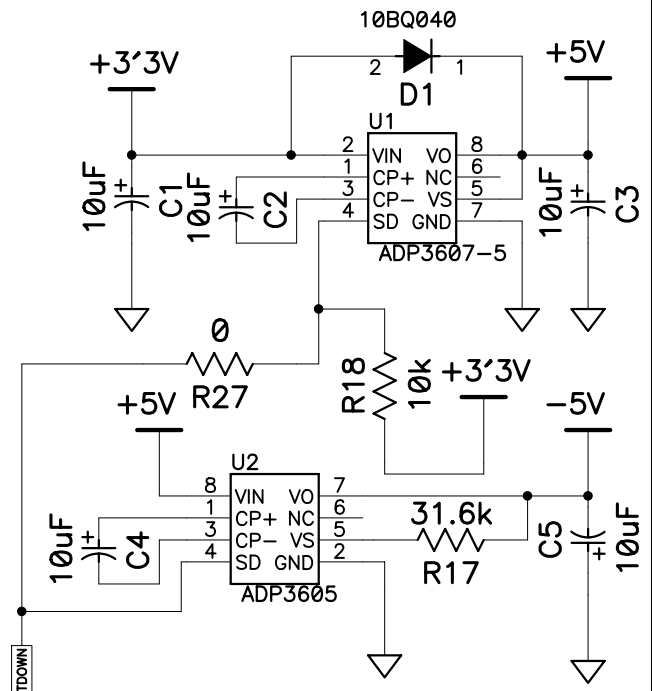 10BQ040
2 1
D1
+3'3V
+5V
U1
2 VIN VO 8
1 CP+ NC 6
3 CP- VS 5
4 SD GND 7
ADP3607-5
10uF
C1
10uF
C2
10uF
C3
0
R27
R18
10k
+3'3V
+5V
-5V
U2
8 VIN VO 7
1 CP+ NC 6
3 CP- VS 5
4 SD GND 2
ADP3605
10uF
C4
31.6k
R17
C5
10uF
TDOWN